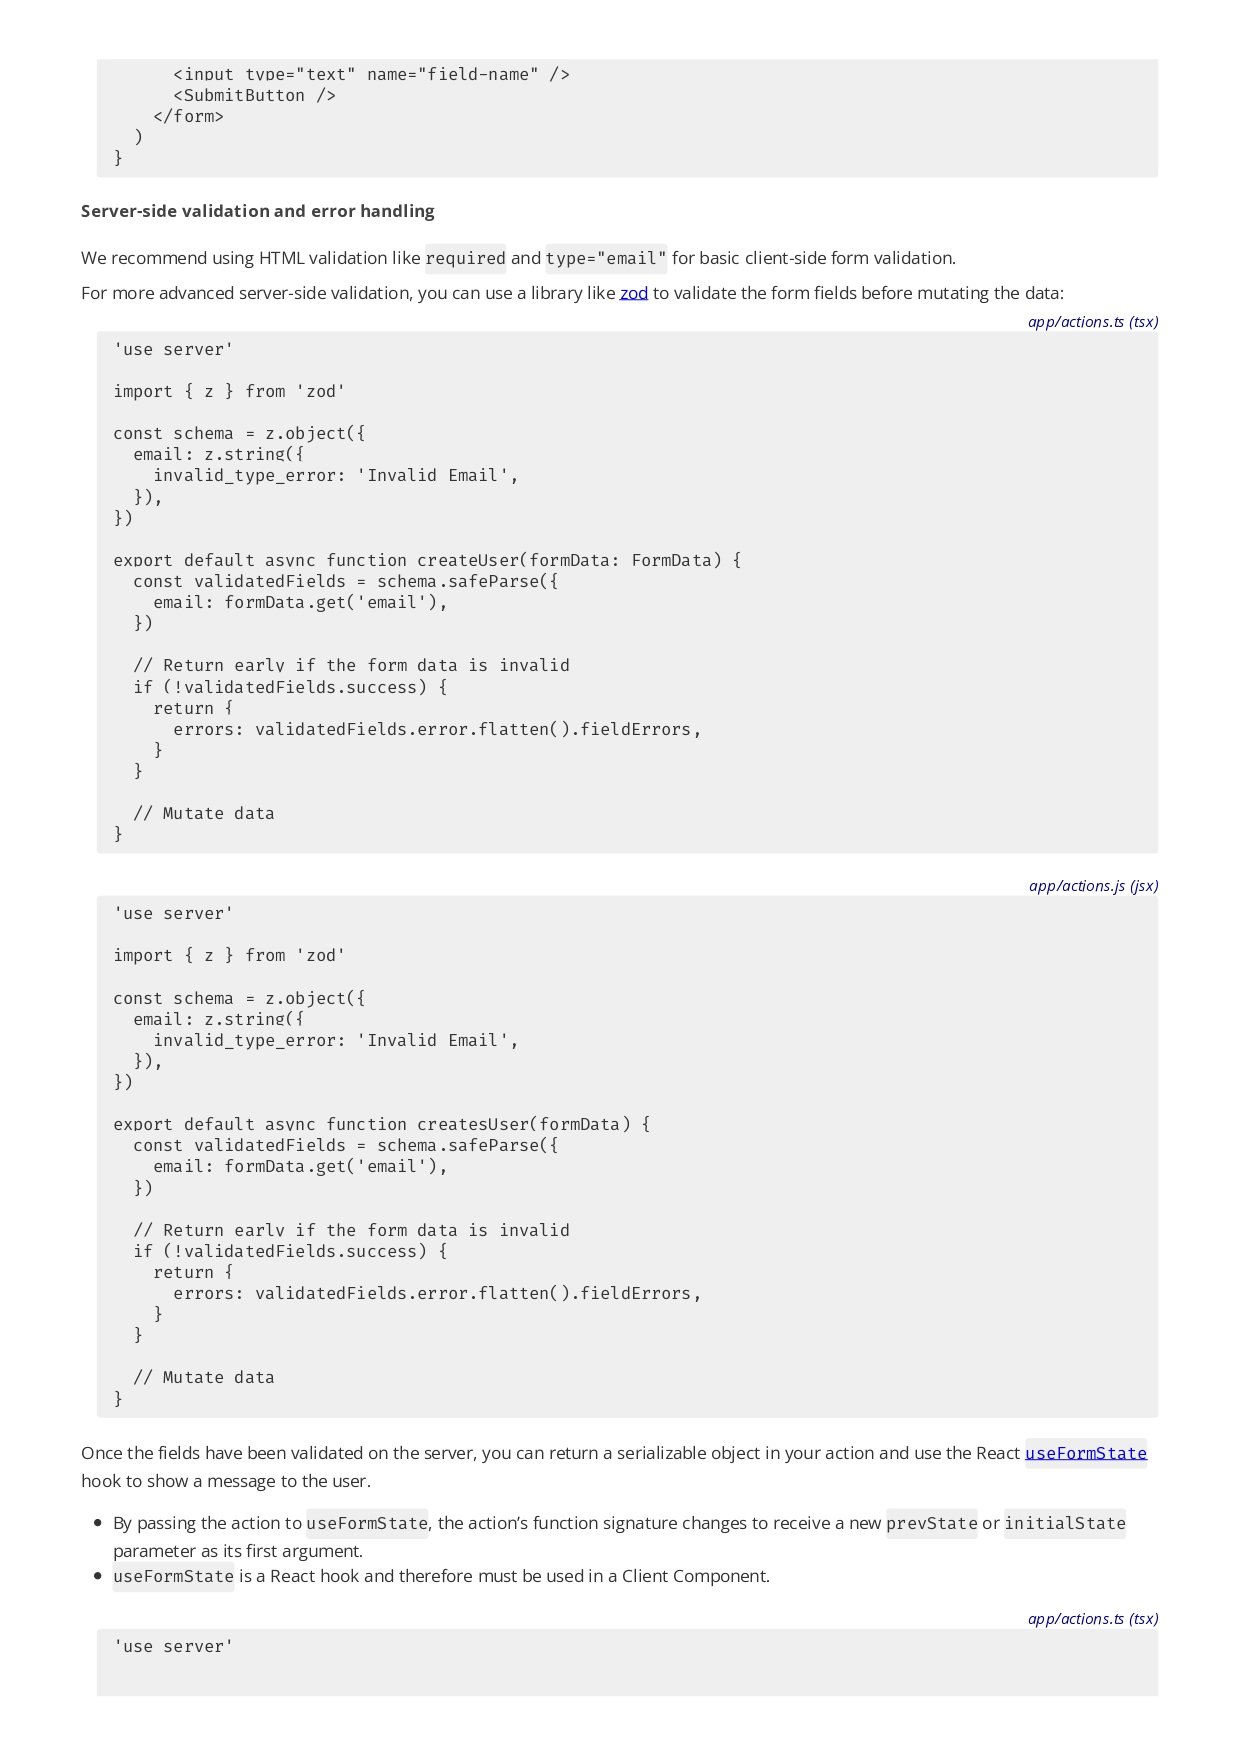 <input type="text" name="field-name" />
      <SubmitButton />
    </form>
  )
}
Server-side validation and error handling
We recommend using HTML validation like required and type="email" for basic client-side form validation.
For more advanced server-side validation, you can use a library like zod to validate the form fields before mutating the data:
app/actions.ts (tsx)
'use server'

import { z } from 'zod'

const schema = z.object({
  email: z.string({
    invalid_type_error: 'Invalid Email',
  }),
})

export default async function createUser(formData: FormData) {
  const validatedFields = schema.safeParse({
    email: formData.get('email'),
  })

  // Return early if the form data is invalid
  if (!validatedFields.success) {
    return {
      errors: validatedFields.error.flatten().fieldErrors,
    }
  }

  // Mutate data
}
app/actions.js (jsx)
'use server'

import { z } from 'zod'

const schema = z.object({
  email: z.string({
    invalid_type_error: 'Invalid Email',
  }),
})

export default async function createsUser(formData) {
  const validatedFields = schema.safeParse({
    email: formData.get('email'),
  })

  // Return early if the form data is invalid
  if (!validatedFields.success) {
    return {
      errors: validatedFields.error.flatten().fieldErrors,
    }
  }

  // Mutate data
}
Once the fields have been validated on the server, you can return a serializable object in your action and use the React useFormState
hook to show a message to the user.
• By passing the action to useFormState, the action’s function signature changes to receive a new prevState or initialState
parameter as its first argument.
• useFormState is a React hook and therefore must be used in a Client Component.
app/actions.ts (tsx)
'use server'